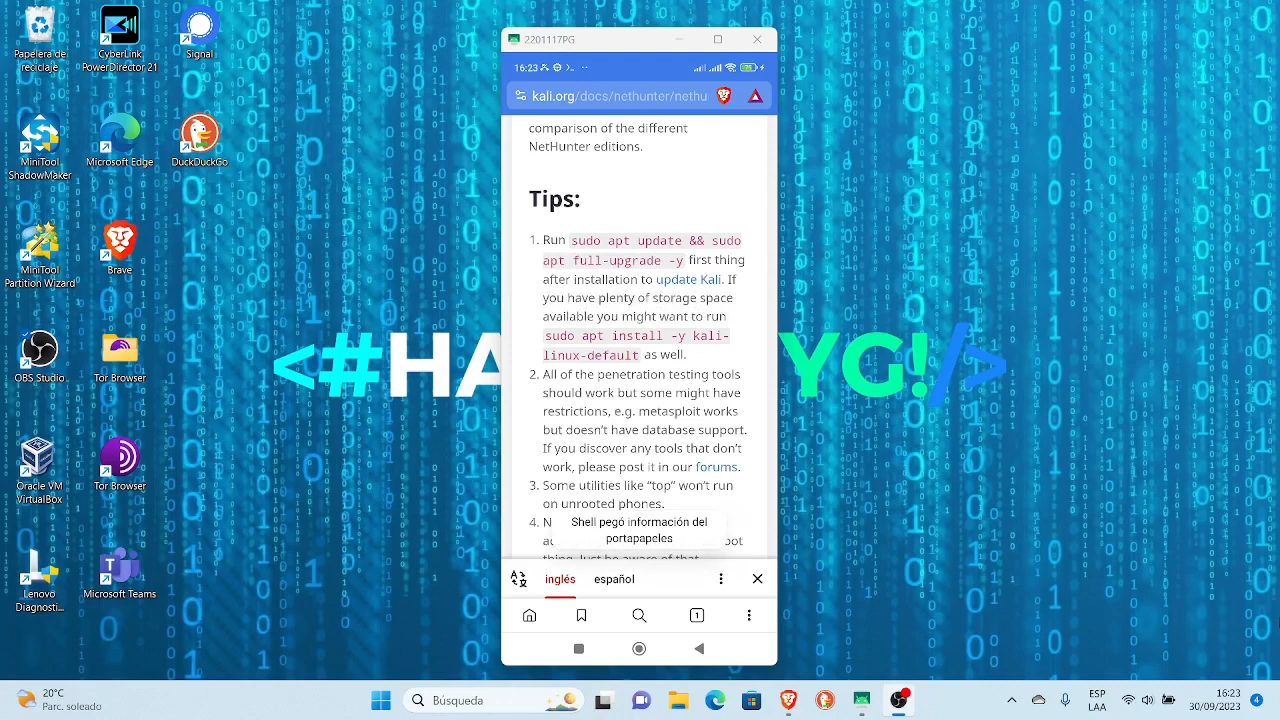 Papelera de
reciclaje
CyberLink
PowerDirector 21
Signal
MiniTool
ShadowMaker
Microsoft Edge
DuckDuckGo
MiniTool
Partition Wizard
Brave
OBS Studio
Tor Browser
Oracle VM
VirtualBox
Tor Browser
Lenovo
Diagnosti...
Microsoft Teams
<#HA
YG!/>
2201117PG
16:23
kali.org/docs/nethunter/nethu
comparison of the different
NetHunter editions.
Tips:
1. Run sudo apt update && sudo
apt full-upgrade -y first thing
after installation to update Kali. If
you have plenty of storage space
available you might want to run
sudo apt install -y kali-
linux-default as well.
2. All of the penetration testing tools
should work but some might have
restrictions, e.g. metasploit works
but doesn't have database support.
If you discover any tools that don't
work, please post it in our forums.
3. Some utilities like “top” won't run
on unrooted phones.
4. N
Shell pegó información del
portapapeles
inglés
español
1
20°C
Parc. soleado
Búsqueda
ESP
LAA
16:23
30/09/2023
4